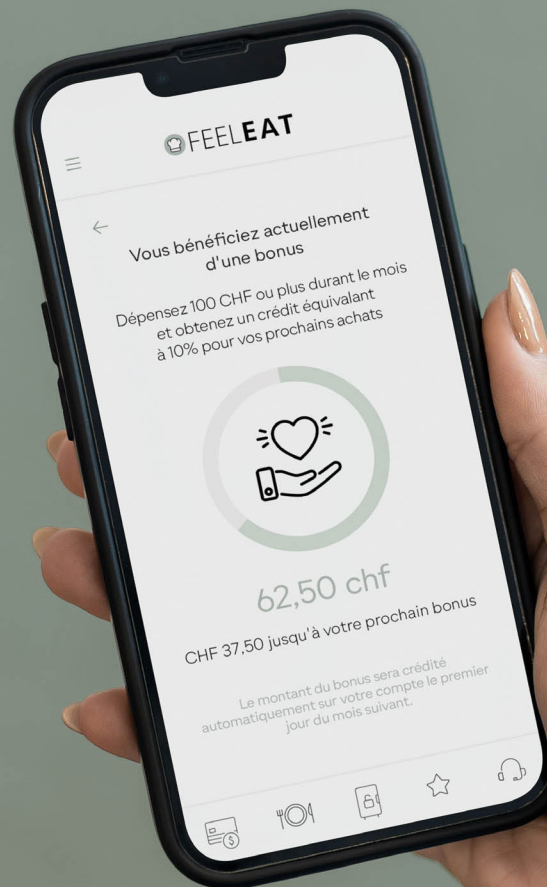 FEELEAT
Vous bénéficiez actuellement
d'une bonus
Dépensez 100 CHF ou plus durant le mois
et obtenez un crédit équivalant
à 10% pour vos prochains achats
62,50 chf
CHF 37,50 jusqu'à votre prochain bonus
Le montant du bonus sera crédité
automatiquement sur votre compte le premier
jour du mois suivant.
$